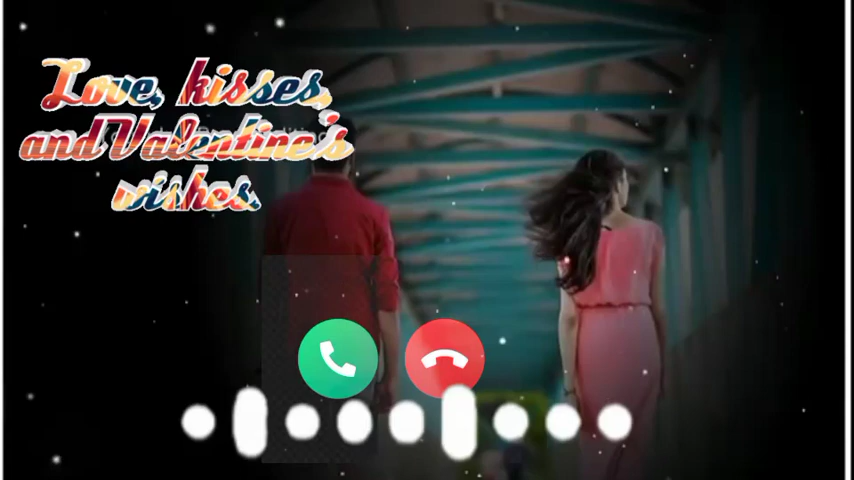 Love, kisses,
and Valentine's
wishes.